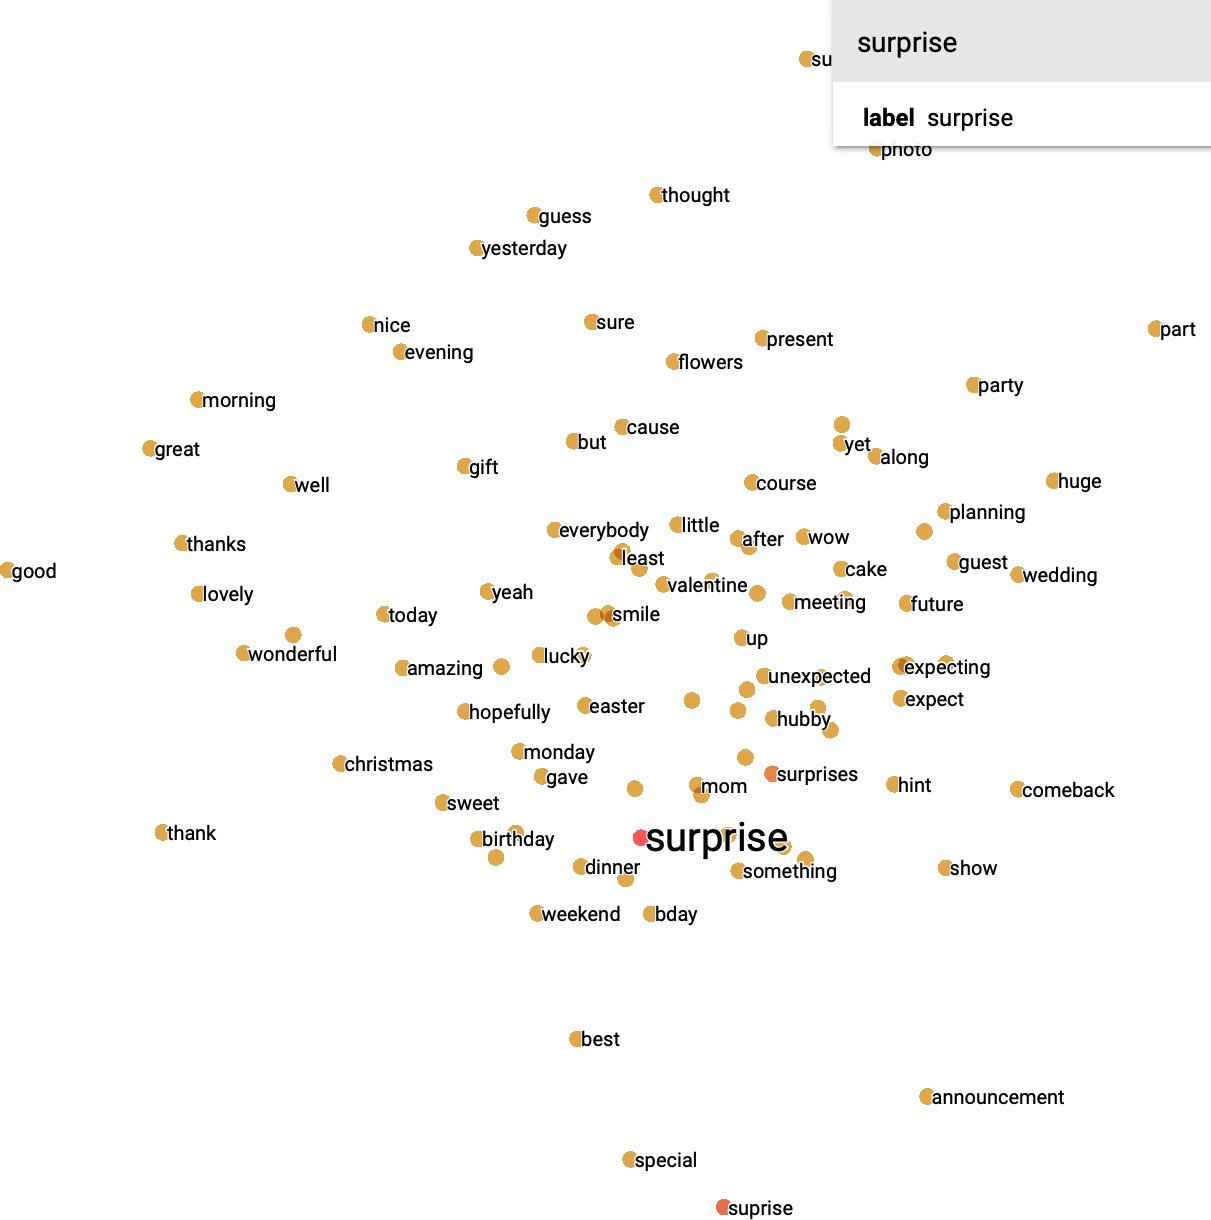 surprise
su
label surprise
photo
thought
guess
yesterday
nice
sure
part
evening
present
flowers
party
morning
cause
but
yet
great
along
gift
well
course
huge
planning
little
everybody
after
wow
thanks
least
guest
good
cake
wedding
valentine
lovely
yeah
meeting
future
today
smile
up
wonderful
lucky
amazing
expecting
unexpected
expect
easter
hopefully
hubby
monday
christmas
surprises
gave
mom
hint
comeback
sweet
thank
birthday
surprise
dinner
something
show
weekend
bday
best
announcement
special
suprise